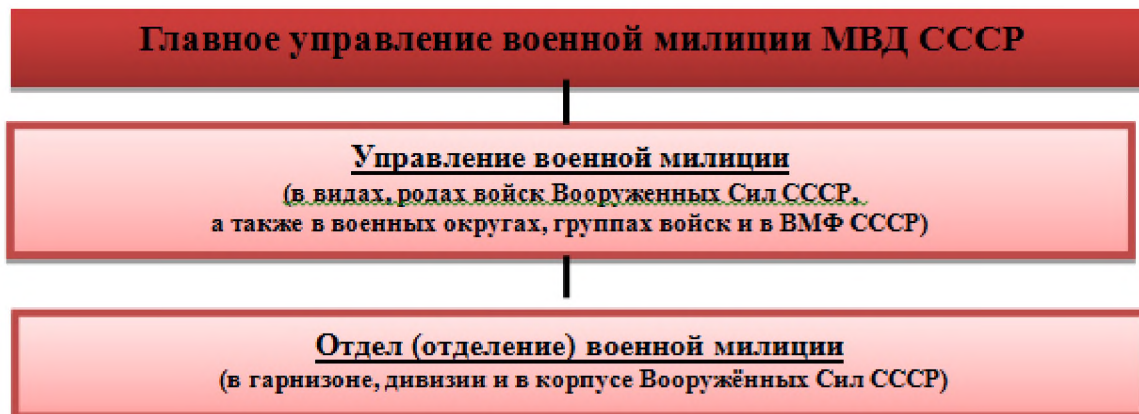 Главное управление военной милиции МВД СССР
Управление военной милиции
(в видах, родах войск Вооруженных Сил СССР,
а также в военных округах, группах войск и в ВМФ СССР)
Отдел (отделение) военной милиции
(в гарнизоне, дивизии и в корпусе Вооружённых Сил СССР)